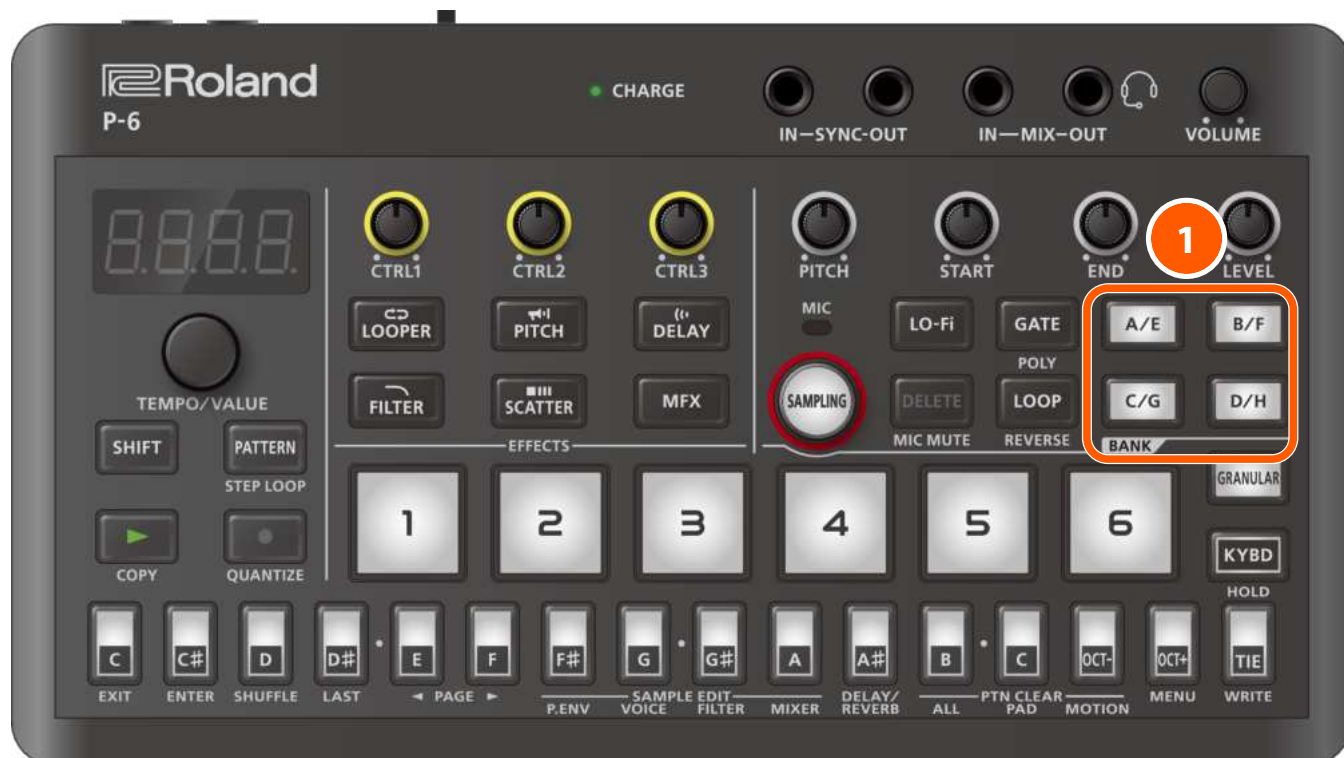 Roland
P-6
CHARGE
IN—SYNC-OUT
IN—MIX—OUT
VOLUME
8.8.8.8.
CTRL1
CTRL2
CTRL3
PITCH
START
END
1
LEVEL
TEMPO/VALUE
LOOPER
PITCH
DELAY
MIC
LO-Fi
GATE
POLY
A/E
B/F
FILTER
SCATTER
MFX
SAMPLING
DELETE
MIC MUTE
LOOP
REVERSE
C/G
D/H
BANK
EFFECTS
SHIFT
PATTERN
STEP LOOP
COPY
QUANTIZE
1
2
3
4
5
6
GRANULAR
KYBD
HOLD
C
C#
D
D#
E
F
F#
G
G#
A
A#
B
C
OCT-
OCT+
TIE
EXIT
ENTER
SHUFFLE
LAST
◄ PAGE ►
P.ENV
SAMPLE EDIT
VOICE
FILTER
MIXER
DELAY/
REVERB
PTN CLEAR
ALL
PAD
MOTION
MENU
WRITE